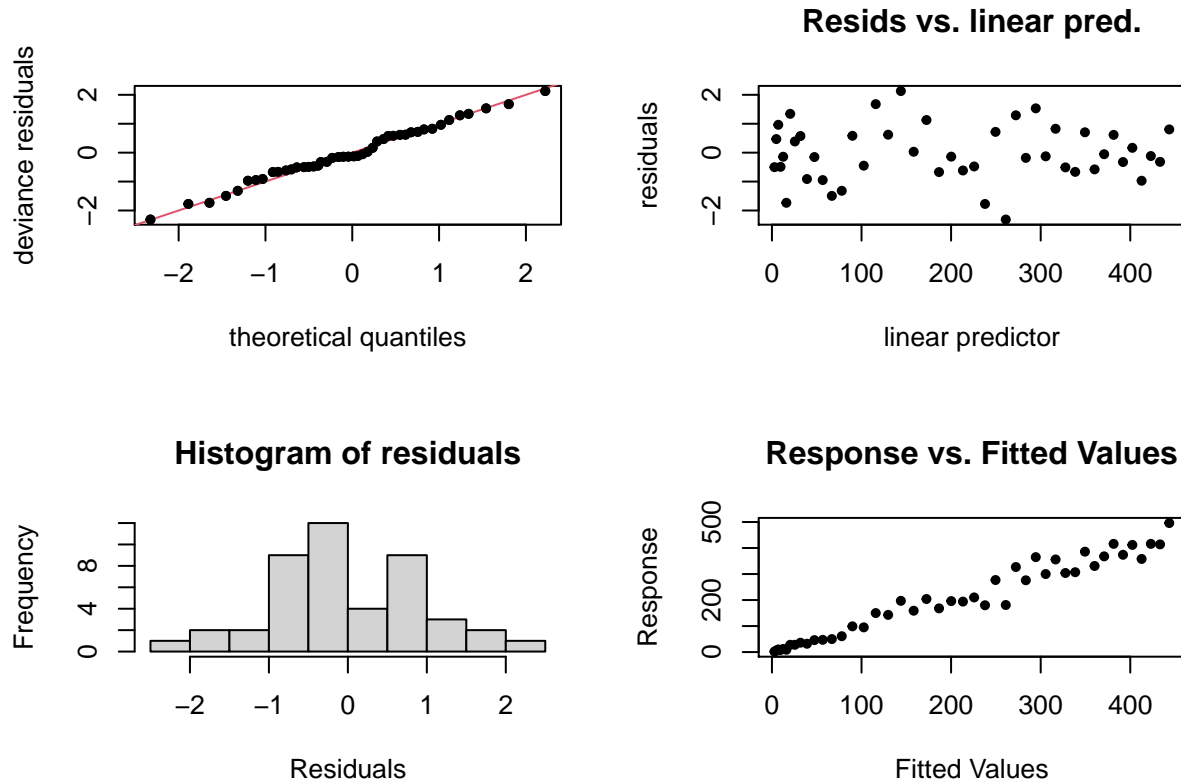 deviance residuals
2
0
−2
−2 −1 0 1 2
theoretical quantiles
Resids vs. linear pred.
residuals
2
0
−2
0 100 200 300 400
linear predictor
Histogram of residuals
Frequency
8
4
0
−2 −1 0 1 2
Residuals
Response vs. Fitted Values
Response
500
200
0
0 100 200 300 400
Fitted Values